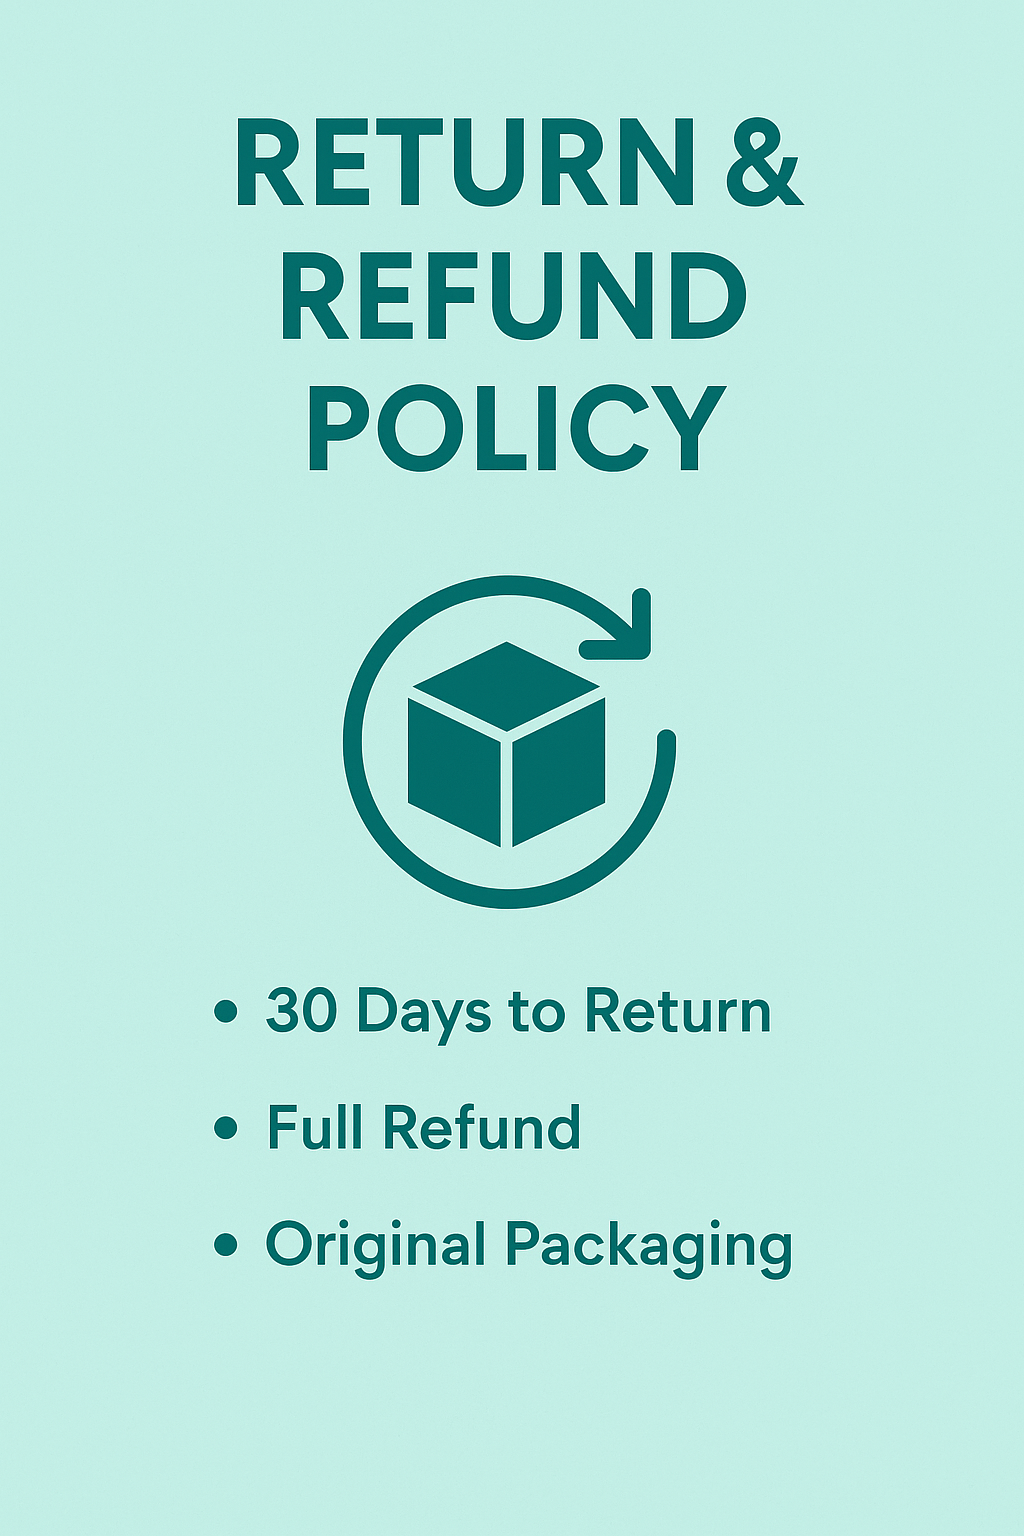 RETURN &
REFUND
POLICY
• 30 Days to Return
• Full Refund
• Original Packaging